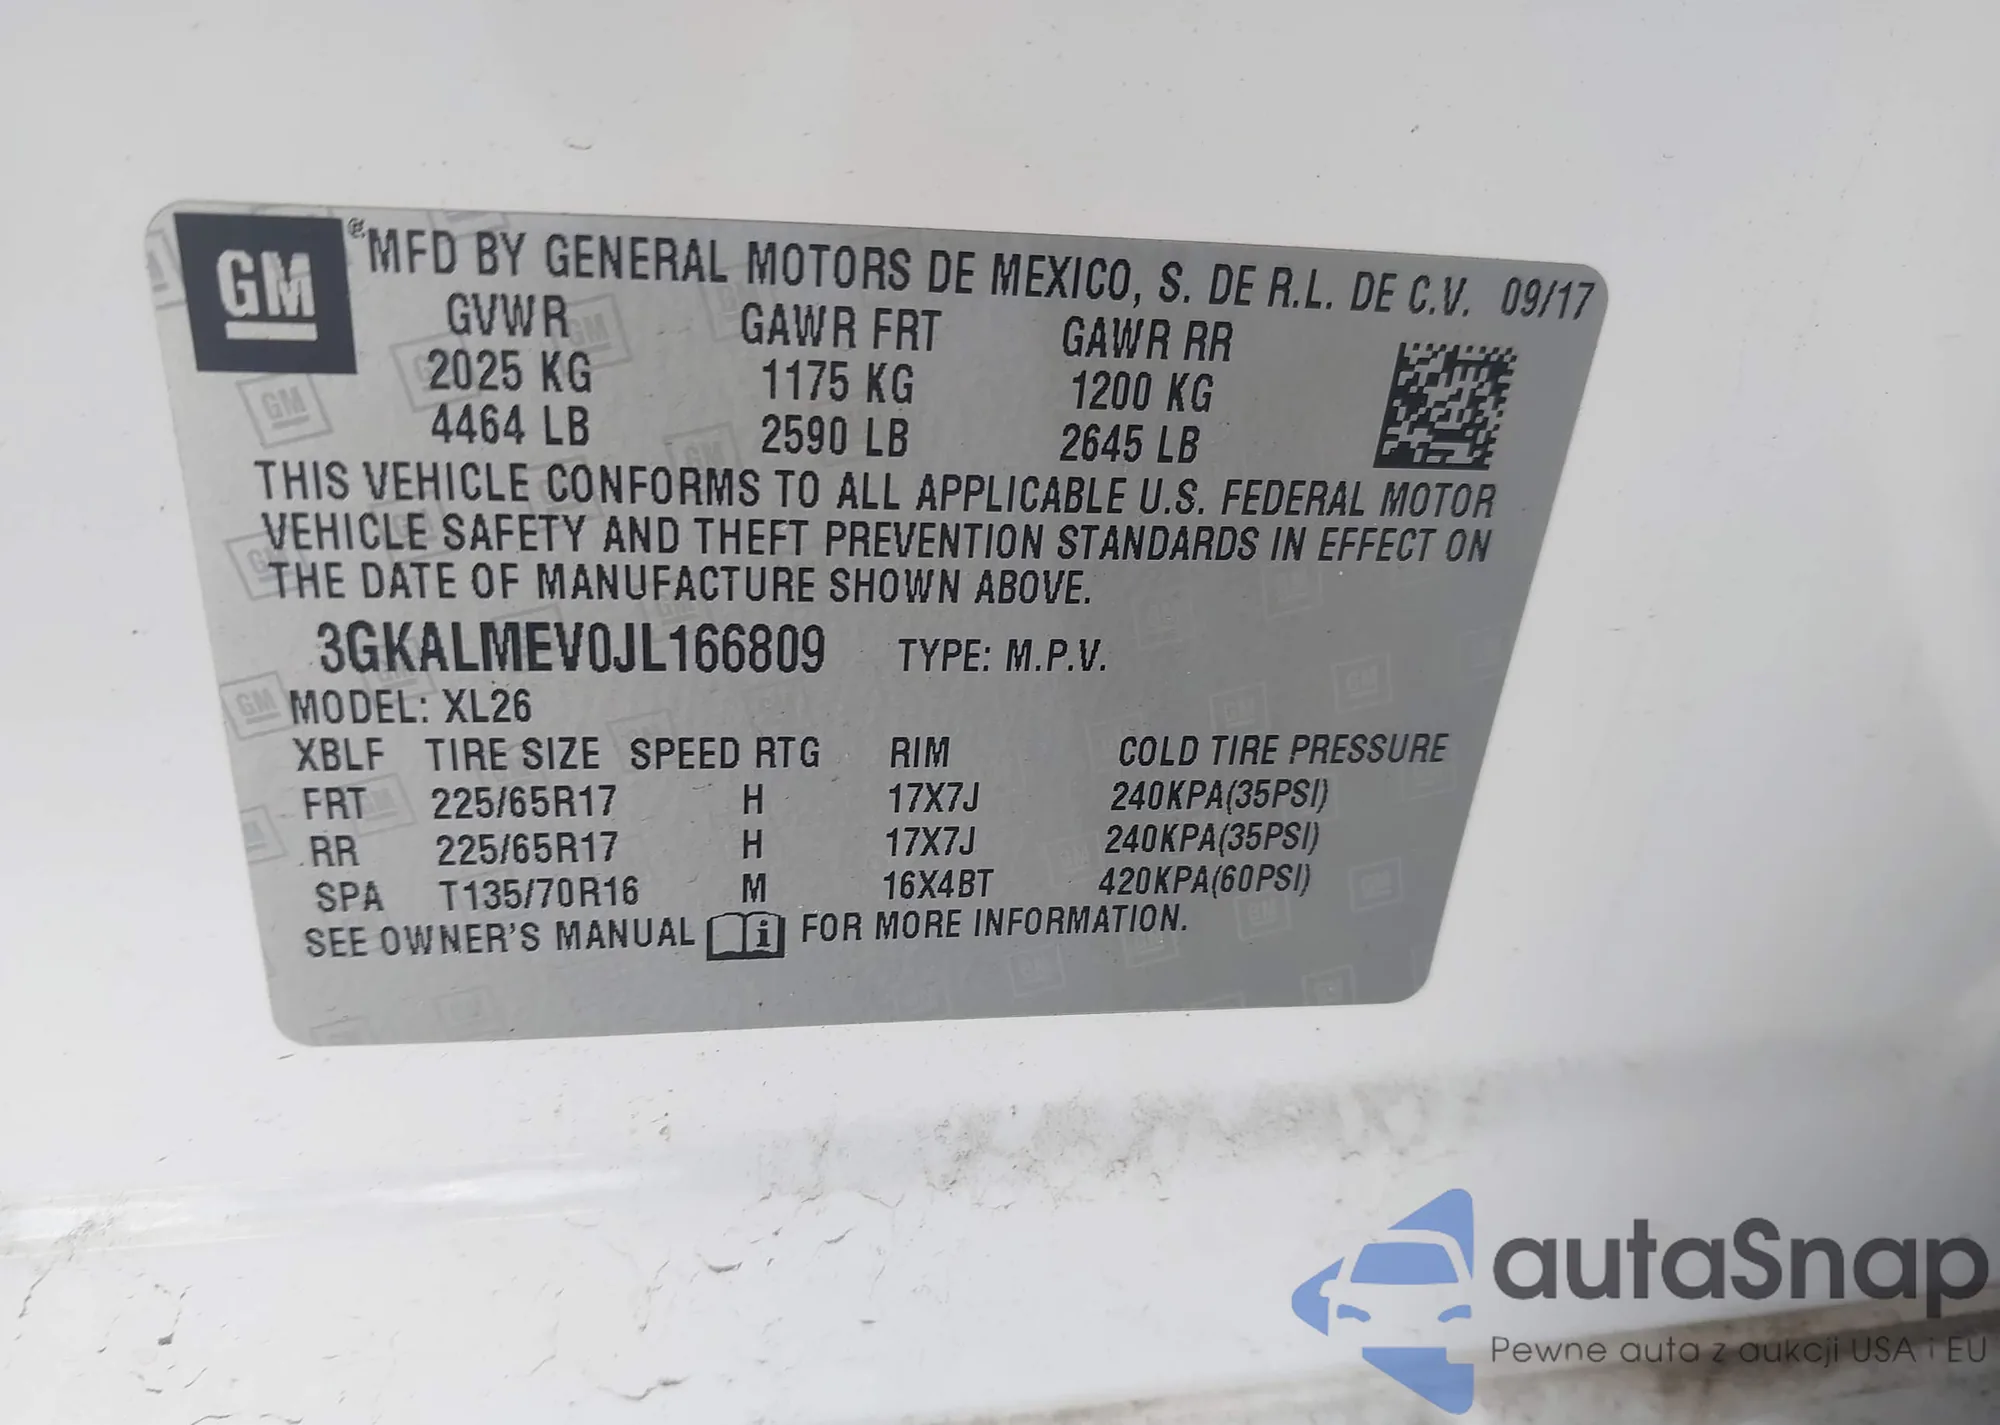 GM
®MFD BY GENERAL MOTORS DE MEXICO, S. DE R.L. DE C.V. 09/17
GVWR GAWR FRT GAWR RR
2025 KG 1175 KG 1200 KG
4464 LB 2590 LB 2645 LB
THIS VEHICLE CONFORMS TO ALL APPLICABLE U.S. FEDERAL MOTOR
VEHICLE SAFETY AND THEFT PREVENTION STANDARDS IN EFFECT ON
THE DATE OF MANUFACTURE SHOWN ABOVE.
3GKALMEV0JL166809 TYPE: M.P.V.
MODEL: XL26
XBLF TIRE SIZE SPEED RTG RIM COLD TIRE PRESSURE
FRT 225/65R17 H 17X7J 240KPA(35PSI)
RR 225/65R17 H 17X7J 240KPA(35PSI)
SPA T135/70R16 M 16X4BT 420KPA(60PSI)
SEE OWNER'S MANUAL i FOR MORE INFORMATION.
autaSnap
Pewne auta z aukcji USA i EU